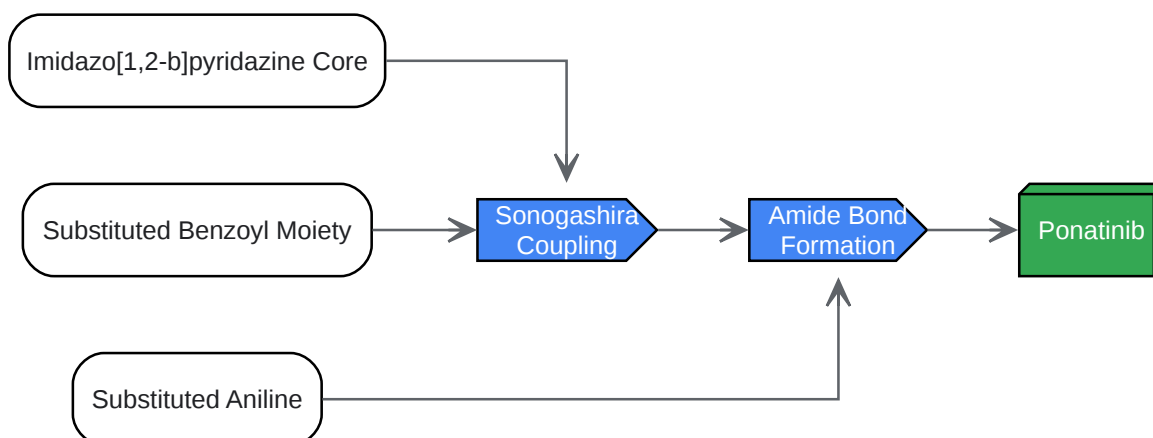 Imidazo[1,2-b]pyridazine Core
Substituted Benzoyl Moiety
Sonogashira
Coupling
Amide Bond
Formation
Ponatinib
Substituted Aniline